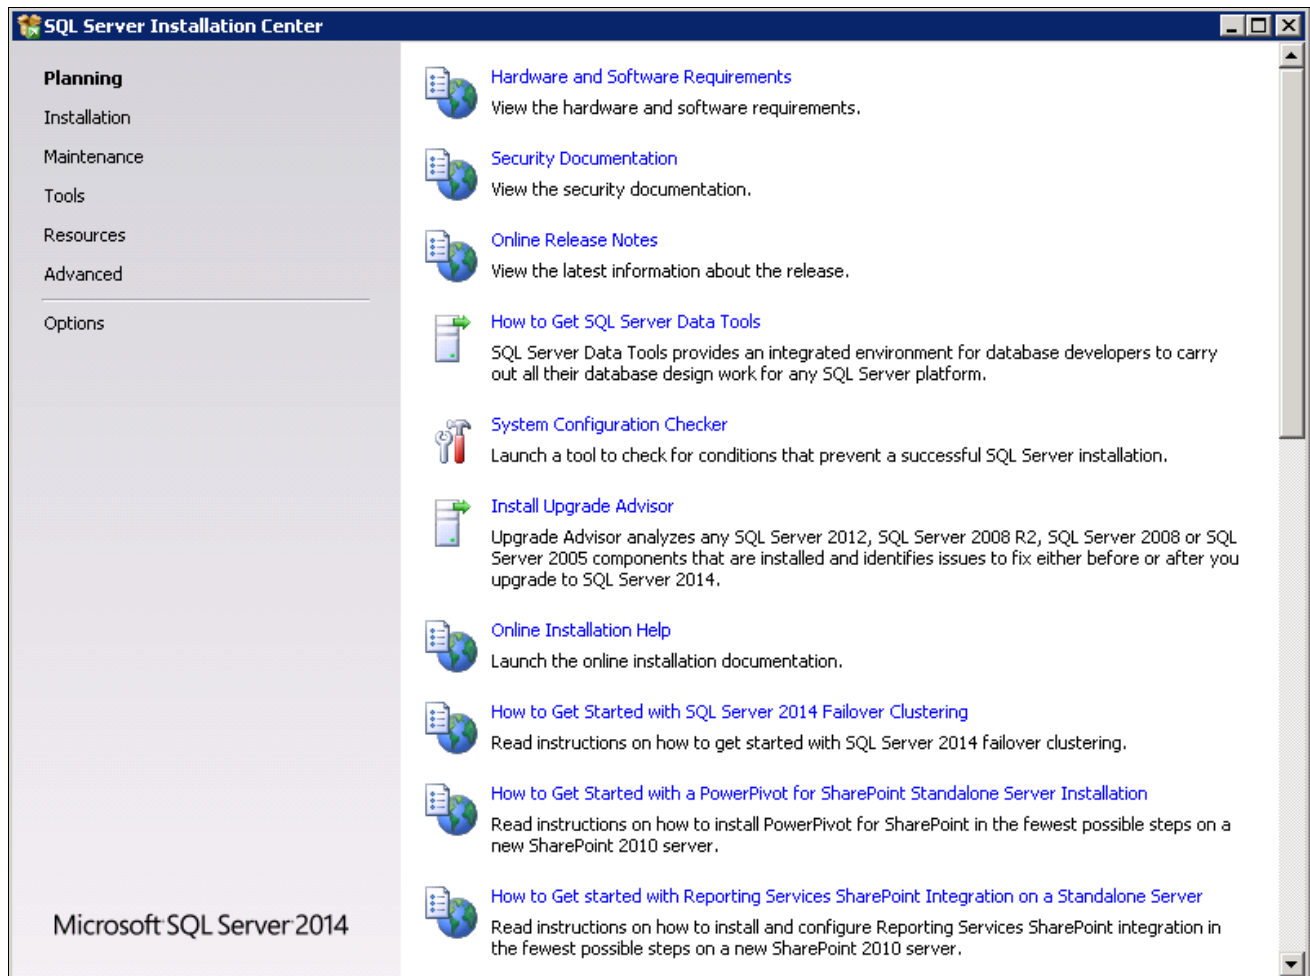 SQL Server Installation Center
Planning
Installation
Maintenance
Tools
Resources
Advanced
Options
Microsoft SQL Server 2014
Hardware and Software Requirements
View the hardware and software requirements.
Security Documentation
View the security documentation.
Online Release Notes
View the latest information about the release.
How to Get SQL Server Data Tools
SQL Server Data Tools provides an integrated environment for database developers to carry
out all their database design work for any SQL Server platform.
System Configuration Checker
Launch a tool to check for conditions that prevent a successful SQL Server installation.
Install Upgrade Advisor
Upgrade Advisor analyzes any SQL Server 2012, SQL Server 2008 R2, SQL Server 2008 or SQL
Server 2005 components that are installed and identifies issues to fix either before or after you
upgrade to SQL Server 2014.
Online Installation Help
Launch the online installation documentation.
How to Get Started with SQL Server 2014 Failover Clustering
Read instructions on how to get started with SQL Server 2014 failover clustering.
How to Get Started with a PowerPivot for SharePoint Standalone Server Installation
Read instructions on how to install PowerPivot for SharePoint in the fewest possible steps on a
new SharePoint 2010 server.
How to Get started with Reporting Services SharePoint Integration on a Standalone Server
Read instructions on how to install and configure Reporting Services SharePoint integration in
the fewest possible steps on a new SharePoint 2010 server.